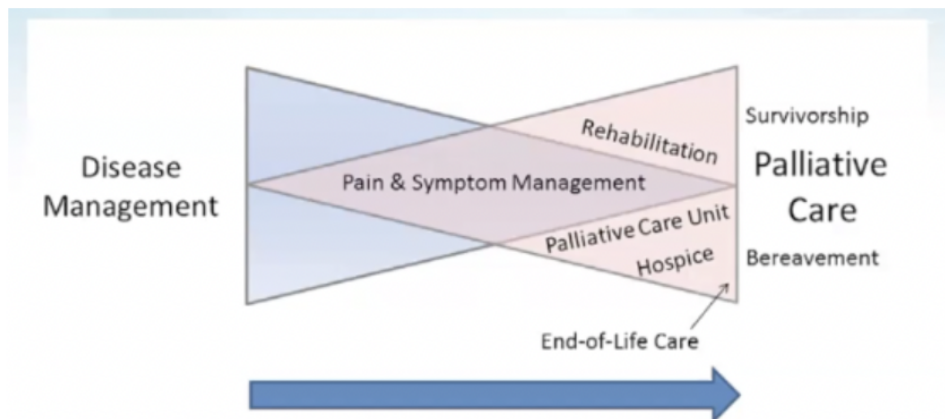 Disease
Management
Pain & Symptom Management
Rehabilitation
Palliative Care Unit
Hospice
End-of-Life Care
Survivorship
Palliative
Care
Bereavement